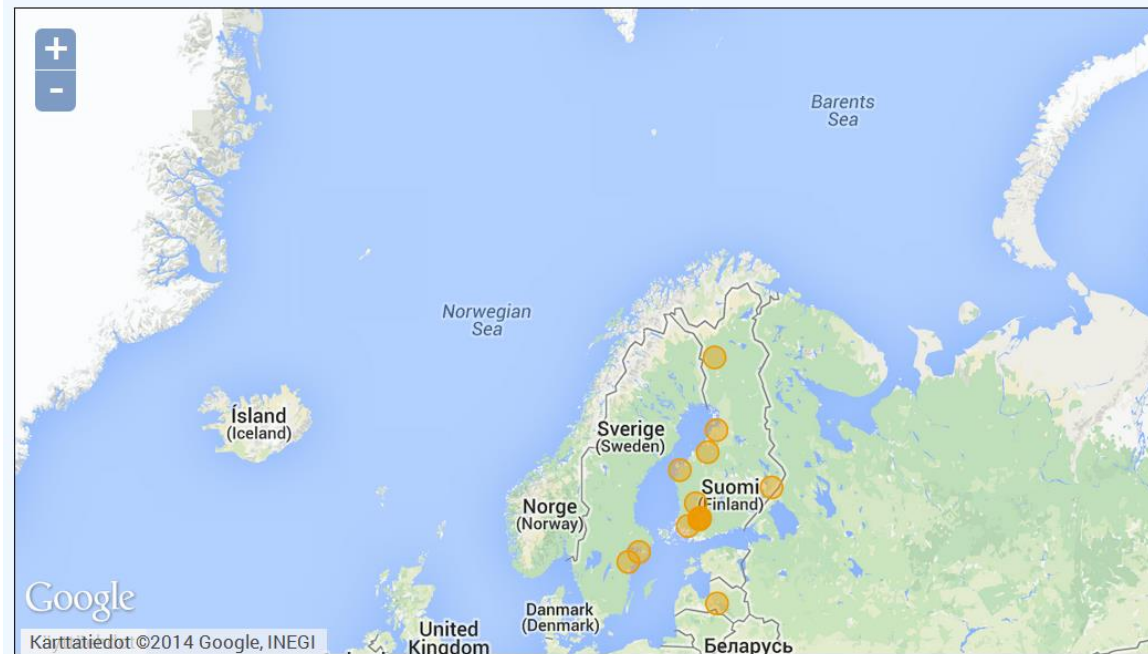 +
-
Barents
Sea
Norwegian
Sea
Ísland
(Iceland)
Sverige
(Sweden)
Suomi
(Finland)
Norge
(Norway)
Google
Danmark
(Denmark)
United
Kingdom
Беларусь
Karttatiedot ©2014 Google, INEGI